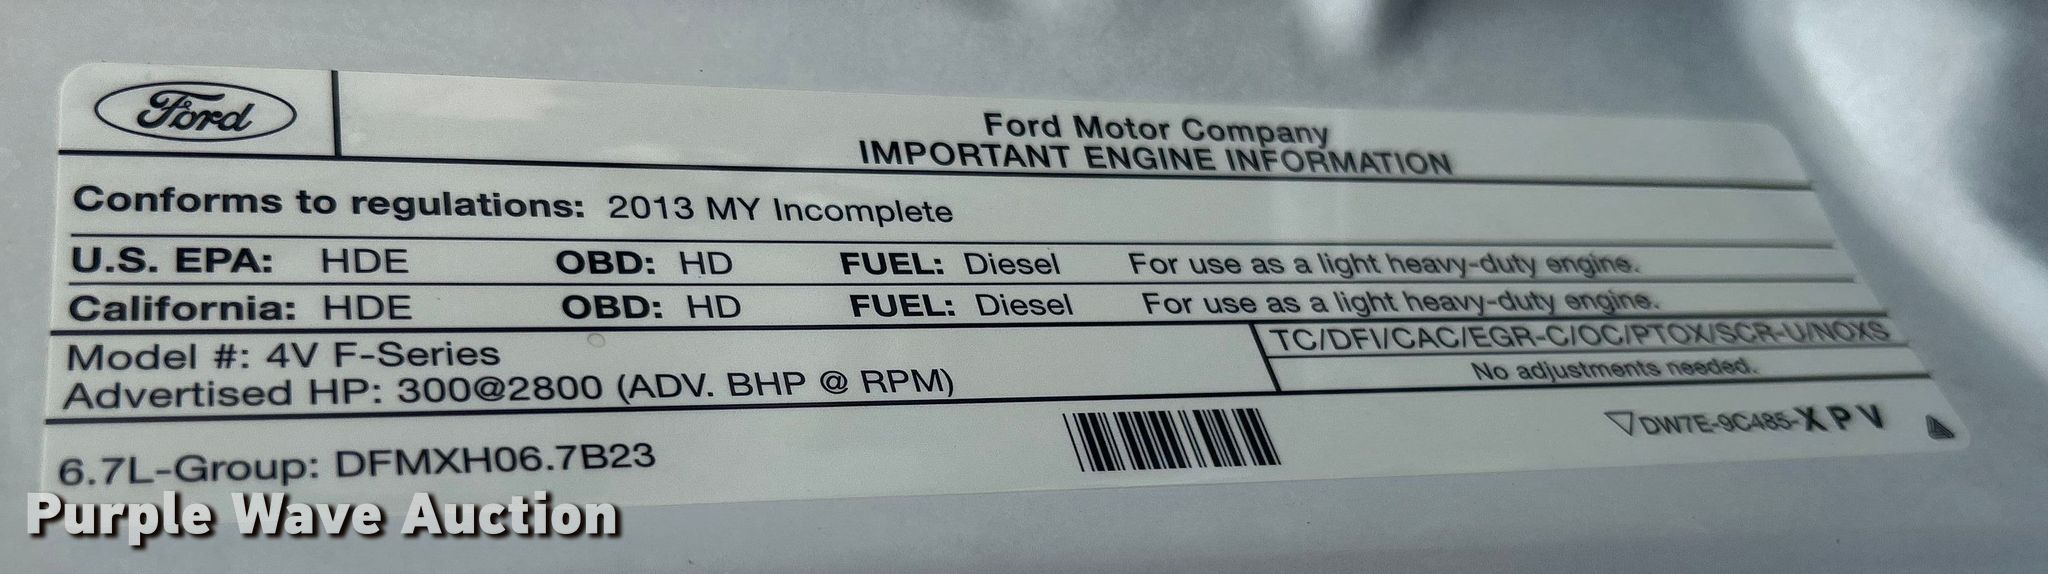 Ford
Ford Motor Company
IMPORTANT ENGINE INFORMATION
Conforms to regulations: 2013 MY Incomplete
U.S. EPA: HDE OBD: HD FUEL: Diesel For use as a light heavy-duty engine.
California: HDE OBD: HD FUEL: Diesel For use as a light heavy-duty engine.
Model #: 4V F-Series
Advertised HP: 300@2800 (ADV. BHP @ RPM)
TC/DFI/CAC/EGR-C/OC/PTOX/SCR-U/NOXS
No adjustments needed.
6.7L-Group: DFMXH06.7B23
DW7E-9C485-XPV
Purple Wave Auction